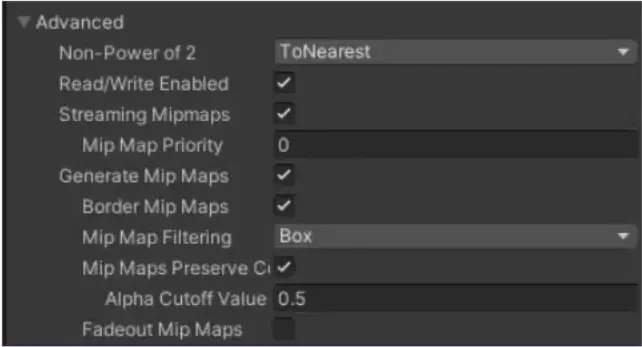 Advanced
Non-Power of 2 ToNearest
Read/Write Enabled
Streaming Mipmaps
Mip Map Priority 0
Generate Mip Maps
Border Mip Maps
Mip Map Filtering Box
Mip Maps Preserve C
Alpha Cutoff Value 0.5
Fadeout Mip Maps